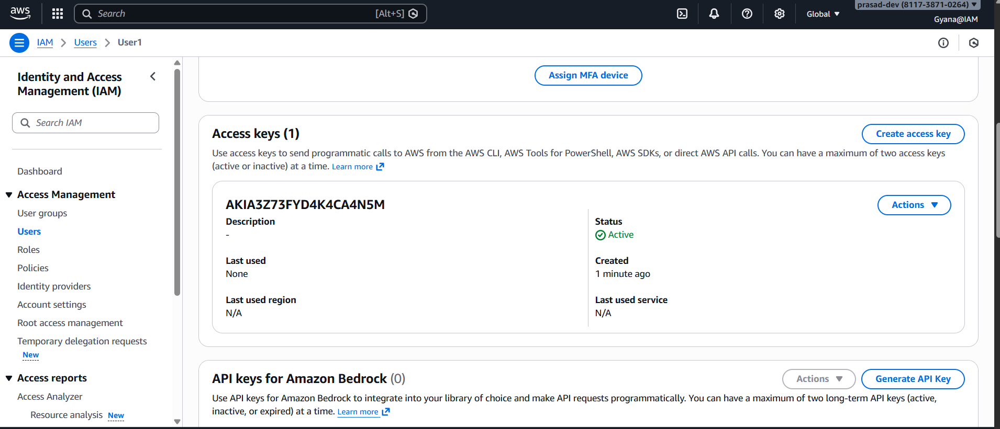 aws
Search
[Alt+S]
Global
prasad-dev (8117-3871-0264)
Gyana@IAM
IAM
Users
User1
Identity and Access
Management (IAM)
Search IAM
Dashboard
Access Management
User groups
Users
Roles
Policies
Identity providers
Account settings
Root access management
Temporary delegation requests
New
Access reports
Access Analyzer
Resource analysis New
Assign MFA device
Access keys (1)
Create access key
Use access keys to send programmatic calls to AWS from the AWS CLI, AWS Tools for PowerShell, AWS SDKs, or direct AWS API calls. You can have a maximum of two access keys
(active or inactive) at a time. Learn more
AKIA3Z73FYD4K4CA4N5M
Actions
Description
-
Status
Active
Last used
None
Created
1 minute ago
Last used region
N/A
Last used service
N/A
API keys for Amazon Bedrock (0)
Actions
Generate API Key
Use API keys for Amazon Bedrock to integrate into your library of choice and make API requests programmatically. You can have a maximum of two long-term API keys (active,
inactive, or expired) at a time. Learn more